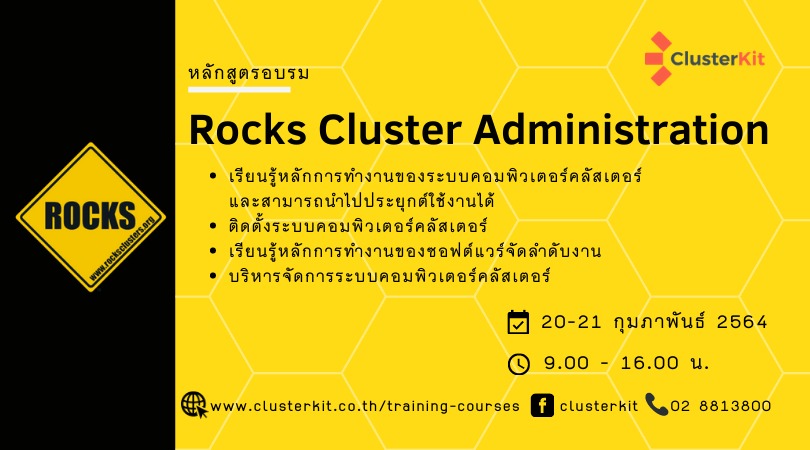 ClusterKit
หลักสูตรอบรม
Rocks Cluster Administration
• เรียนรู้หลักการทำงานของระบบคอมพิวเตอร์คลัสเตอร์
และสามารถนำไปประยุกต์ใช้งานได้
• ติดตั้งระบบคอมพิวเตอร์คลัสเตอร์
• เรียนรู้หลักการทำงานของซอฟต์แวร์จัดลำดับงาน
• บริหารจัดการระบบคอมพิวเตอร์คลัสเตอร์
ROCKS
www.rocksclusters.org
20-21 กุมภาพันธ์ 2564
9.00 - 16.00 น.
www.clusterkit.co.th/training-courses clusterkit 02 8813800